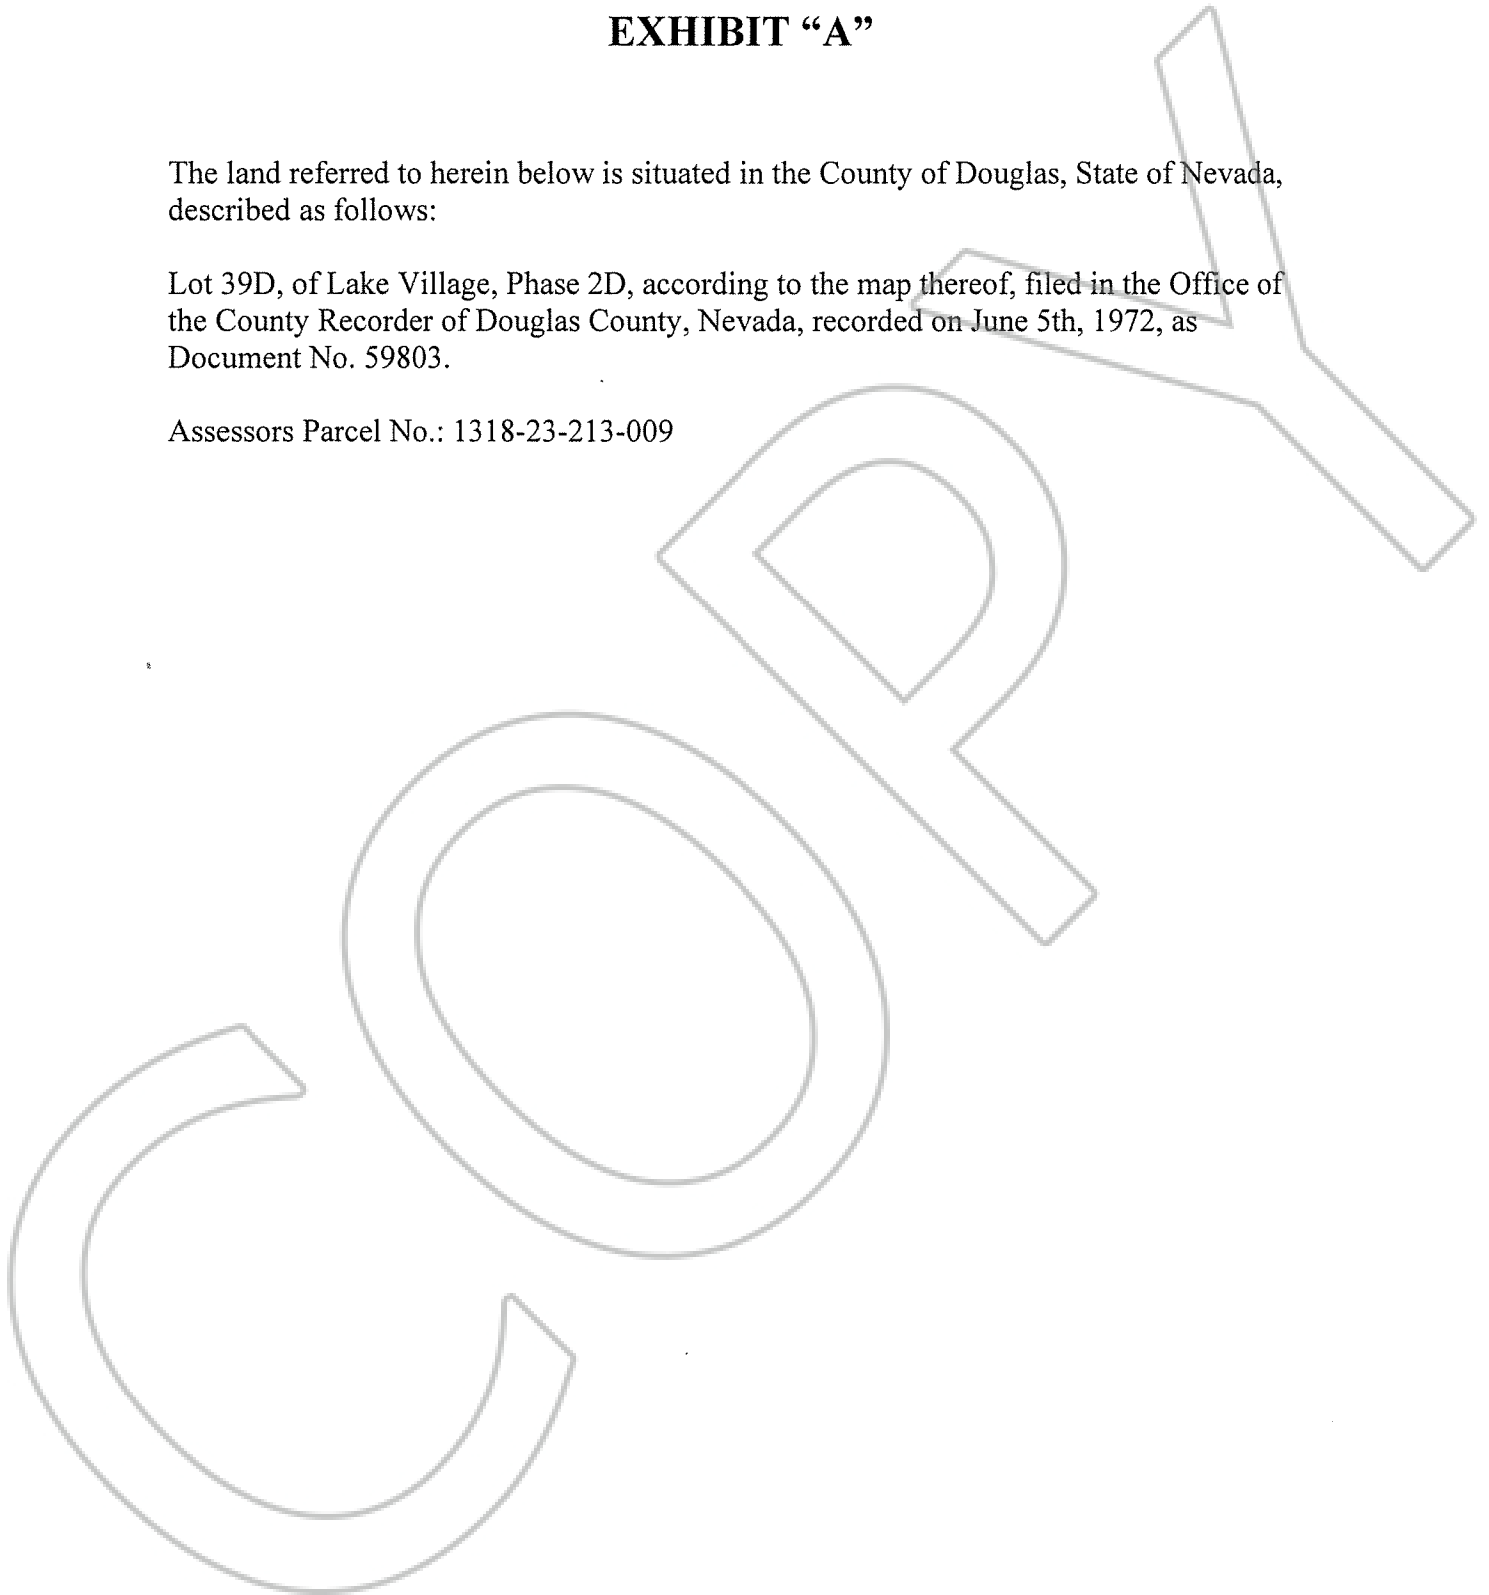 EXHIBIT “A”
The land referred to herein below is situated in the County of Douglas, State of Nevada,
described as follows:
Lot 39D, of Lake Village, Phase 2D, according to the map thereof, filed in the Office of
the County Recorder of Douglas County, Nevada, recorded on June 5th, 1972, as
Document No. 59803.
Assessors Parcel No.: 1318-23-213-009
COPY